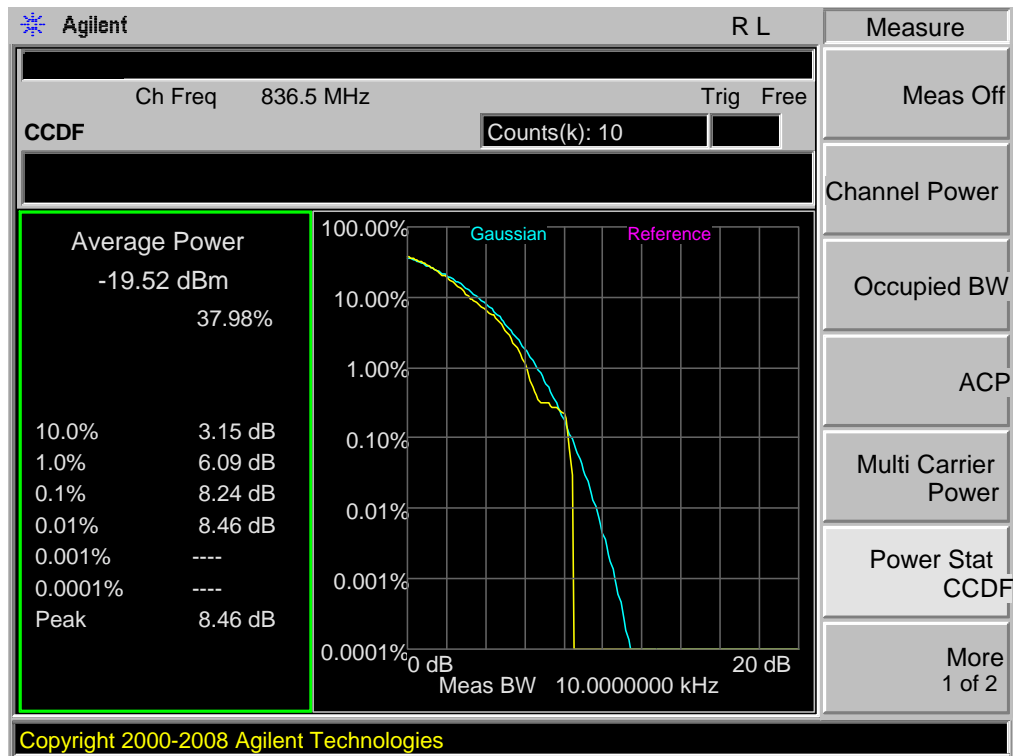 Agilent R L
Ch Freq 836.5 MHz Trig Free
CCDF Counts(k): 10
Average Power
-19.52 dBm
37.98%
10.0% 3.15 dB
1.0% 6.09 dB
0.1% 8.24 dB
0.01% 8.46 dB
0.001% ----
0.0001% ----
Peak 8.46 dB
Gaussian Reference
100.00%
10.00%
1.00%
0.10%
0.01%
0.001%
0.0001%
0 dB 20 dB
Meas BW 10.0000000 kHz
Measure
Meas Off
Channel Power
Occupied BW
ACP
Multi Carrier
Power
Power Stat
CCDF
More
1 of 2
Copyright 2000-2008 Agilent Technologies